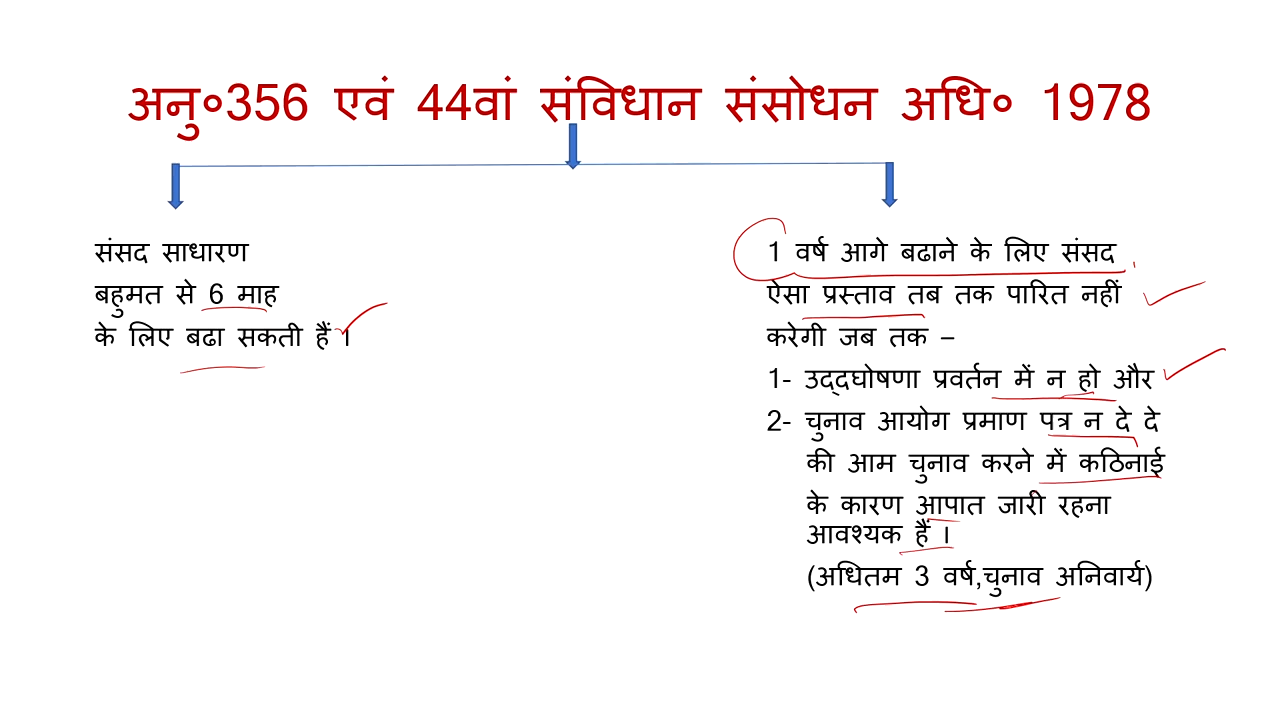 अनु०356 एवं 44वां संविधान संसोधन अधि० 1978
संसद साधारण
बहुमत से 6 माह
के लिए बढा सकती हैं ।
1 वर्ष आगे बढाने के लिए संसद
ऐसा प्रस्ताव तब तक पारित नहीं
करेगी जब तक –
1- उद्दघोषणा प्रवर्तन में न हो और
2- चुनाव आयोग प्रमाण पत्र न दे दे
की आम चुनाव करने में कठिनाई
के कारण आपात जारी रहना
आवश्यक हैं ।
(अधितम 3 वर्ष,चुनाव अनिवार्य)